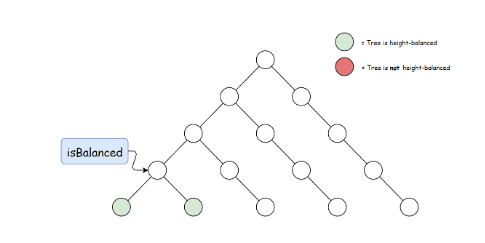 = Tree is height-balanced
= Tree is not height-balanced
isBalanced